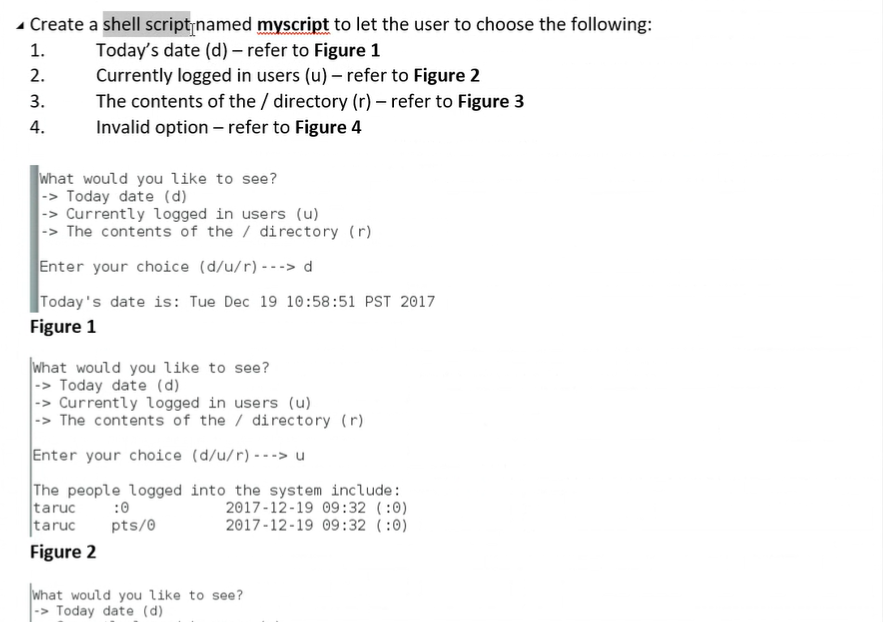 Create a shell script named myscript to let the user to choose the following:
1. Today's date (d) – refer to Figure 1
2. Currently logged in users (u) – refer to Figure 2
3. The contents of the / directory (r) – refer to Figure 3
4. Invalid option – refer to Figure 4
What would you like to see?
-> Today date (d)
-> Currently logged in users (u)
-> The contents of the / directory (r)
Enter your choice (d/u/r)---> d
Today's date is: Tue Dec 19 10:58:51 PST 2017
Figure 1
What would you like to see?
-> Today date (d)
-> Currently logged in users (u)
-> The contents of the / directory (r)
Enter your choice (d/u/r)---> u
The people logged into the system include:
taruc :0 2017-12-19 09:32 (:0)
taruc pts/0 2017-12-19 09:32 (:0)
Figure 2
What would you like to see?
-> Today date (d)